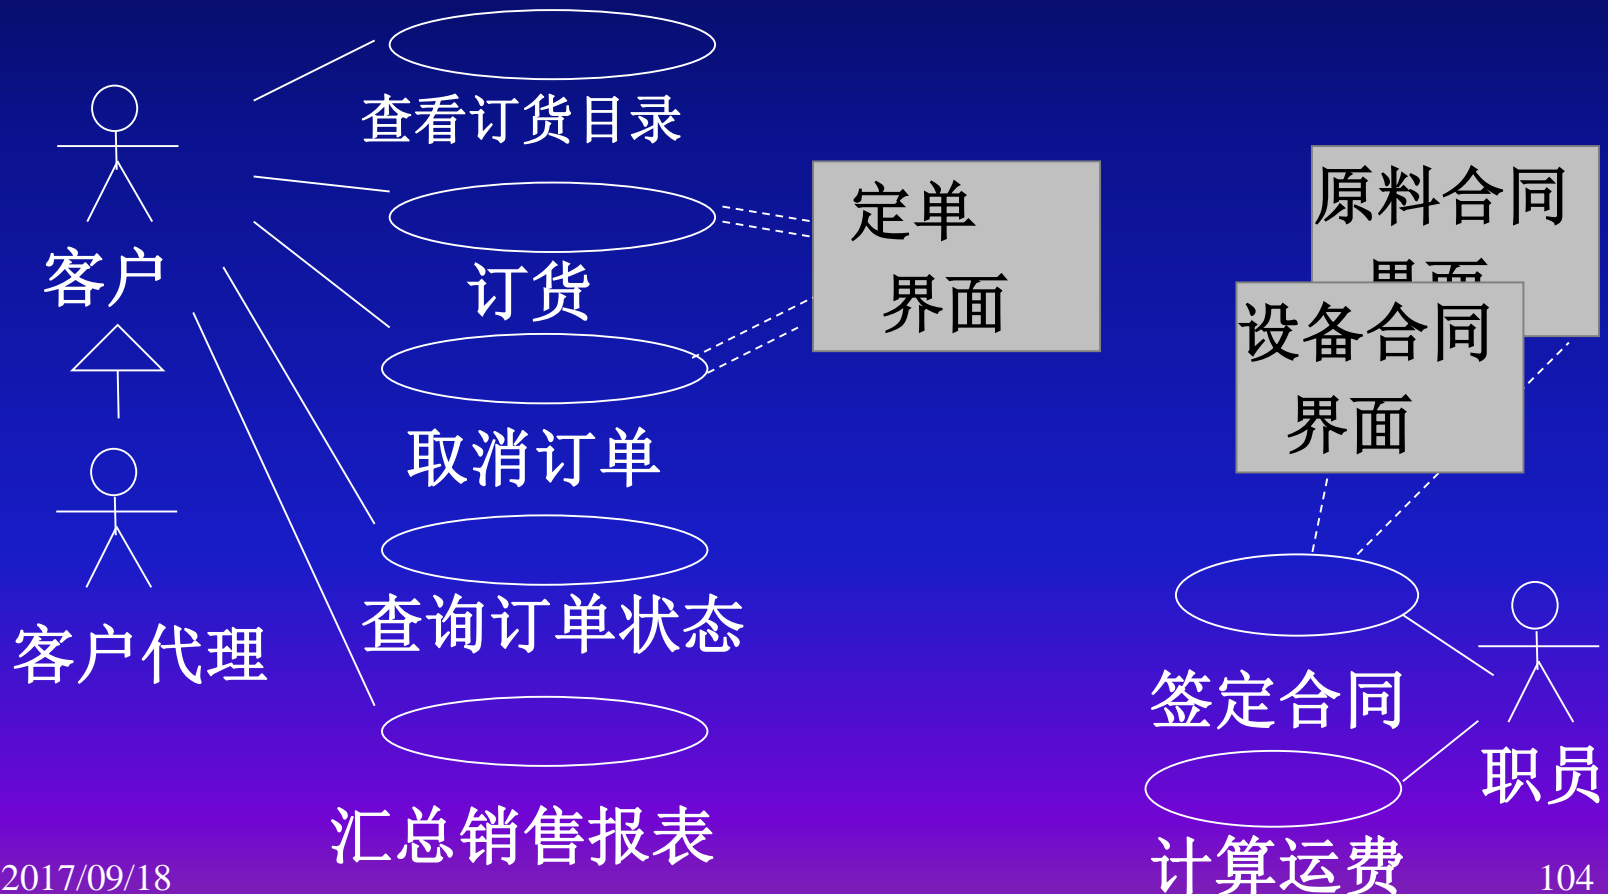 查看订货目录
客户
订货
定单
界面
原料合同
界面
设备合同
界面
取消订单
客户代理
查询订单状态
签定合同
职员
汇总销售报表
计算运费
2017/09/18
104